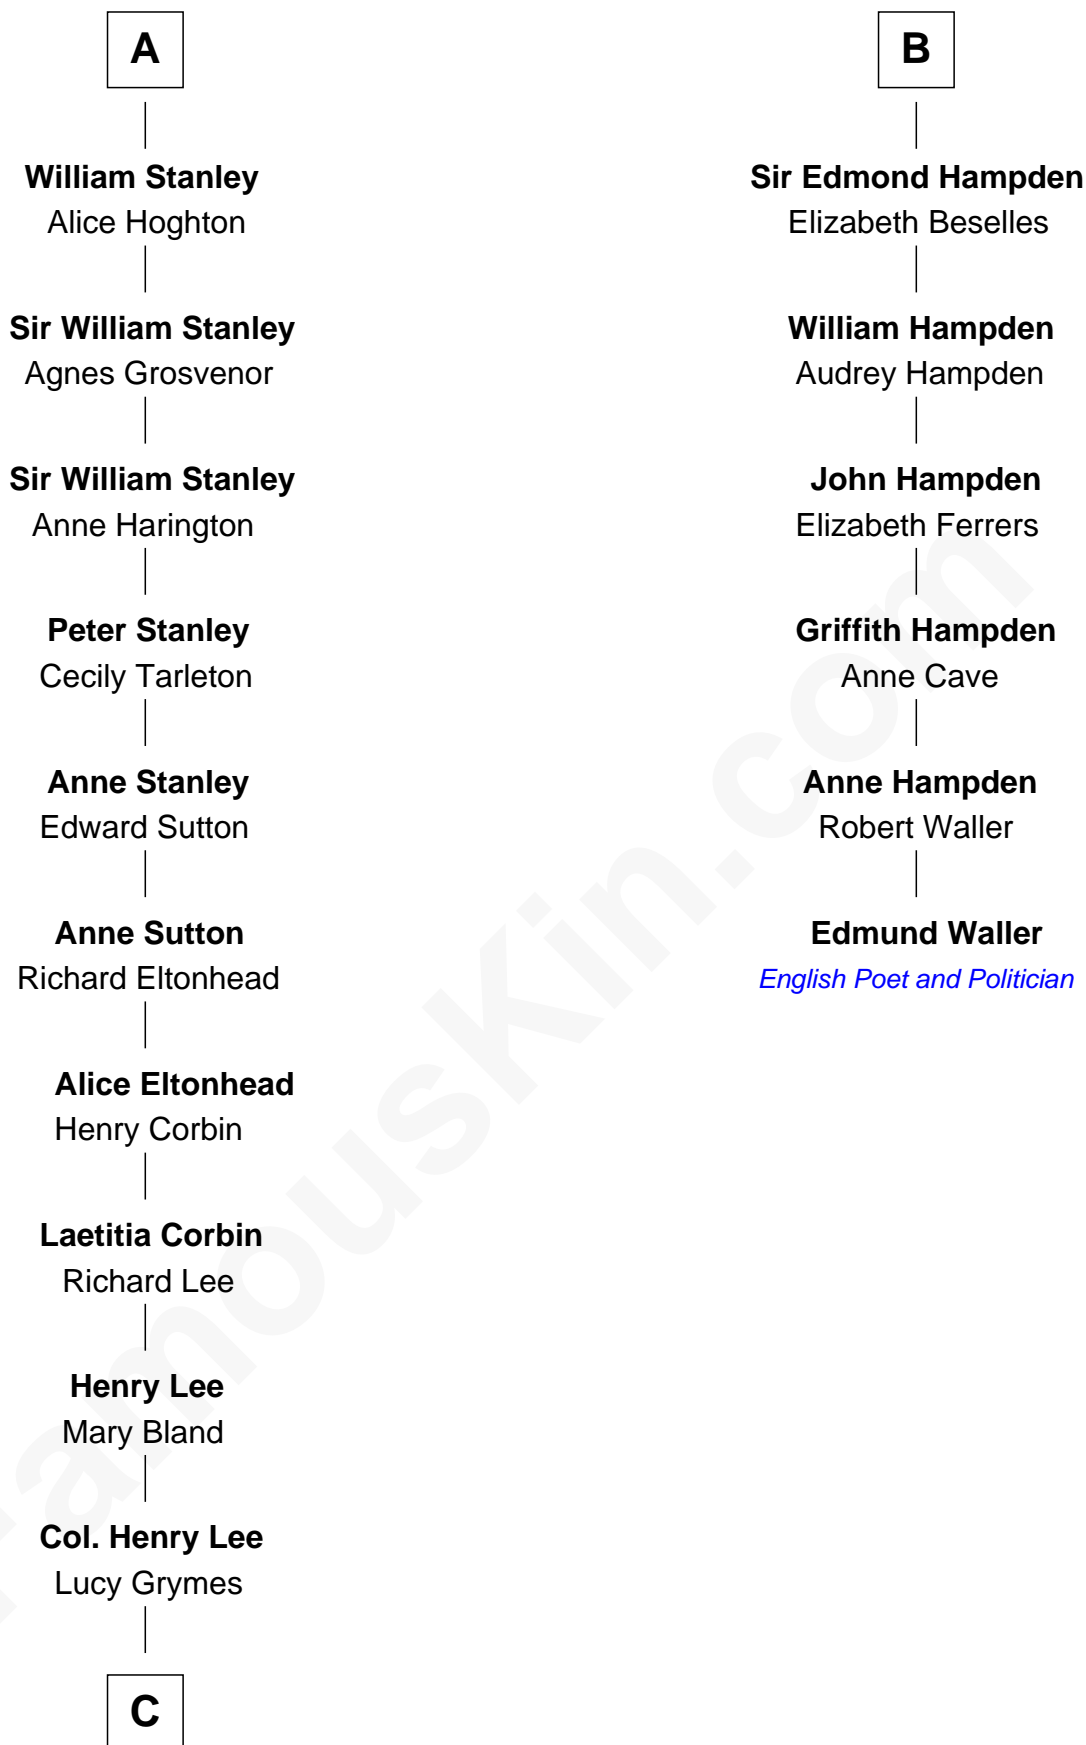 A
William Stanley
Alice Hoghton
Sir William Stanley
Agnes Grosvenor
Sir William Stanley
Anne Harington
Peter Stanley
Cecily Tarleton
Anne Stanley
Edward Sutton
Anne Sutton
Richard Eltonhead
Alice Eltonhead
Henry Corbin
Laetitia Corbin
Richard Lee
Henry Lee
Mary Bland
Col. Henry Lee
Lucy Grymes
C
B
Sir Edmond Hampden
Elizabeth Beselles
William Hampden
Audrey Hampden
John Hampden
Elizabeth Ferrers
Griffith Hampden
Anne Cave
Anne Hampden
Robert Waller
Edmund Waller
English Poet and Politician
FamousKin.com